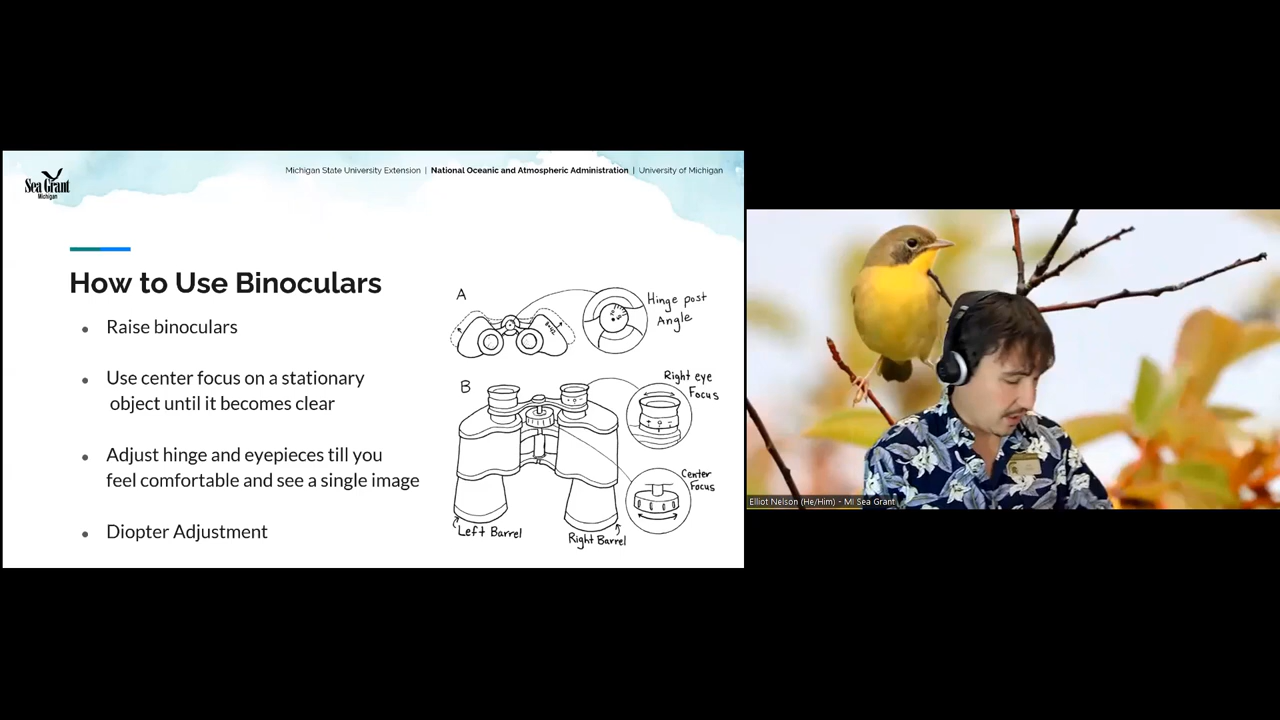 Sea Grant
Michigan
Michigan State University Extension | National Oceanic and Atmospheric Administration | University of Michigan
How to Use Binoculars
• Raise binoculars
• Use center focus on a stationary
object until it becomes clear
• Adjust hinge and eyepieces till you
feel comfortable and see a single image
• Diopter Adjustment
A
Hinge post
Angle
B
Right eye
Focus
Center
Focus
Left Barrel
Right Barrel
Elliot Nelson (He/Him) - MI Sea Grant